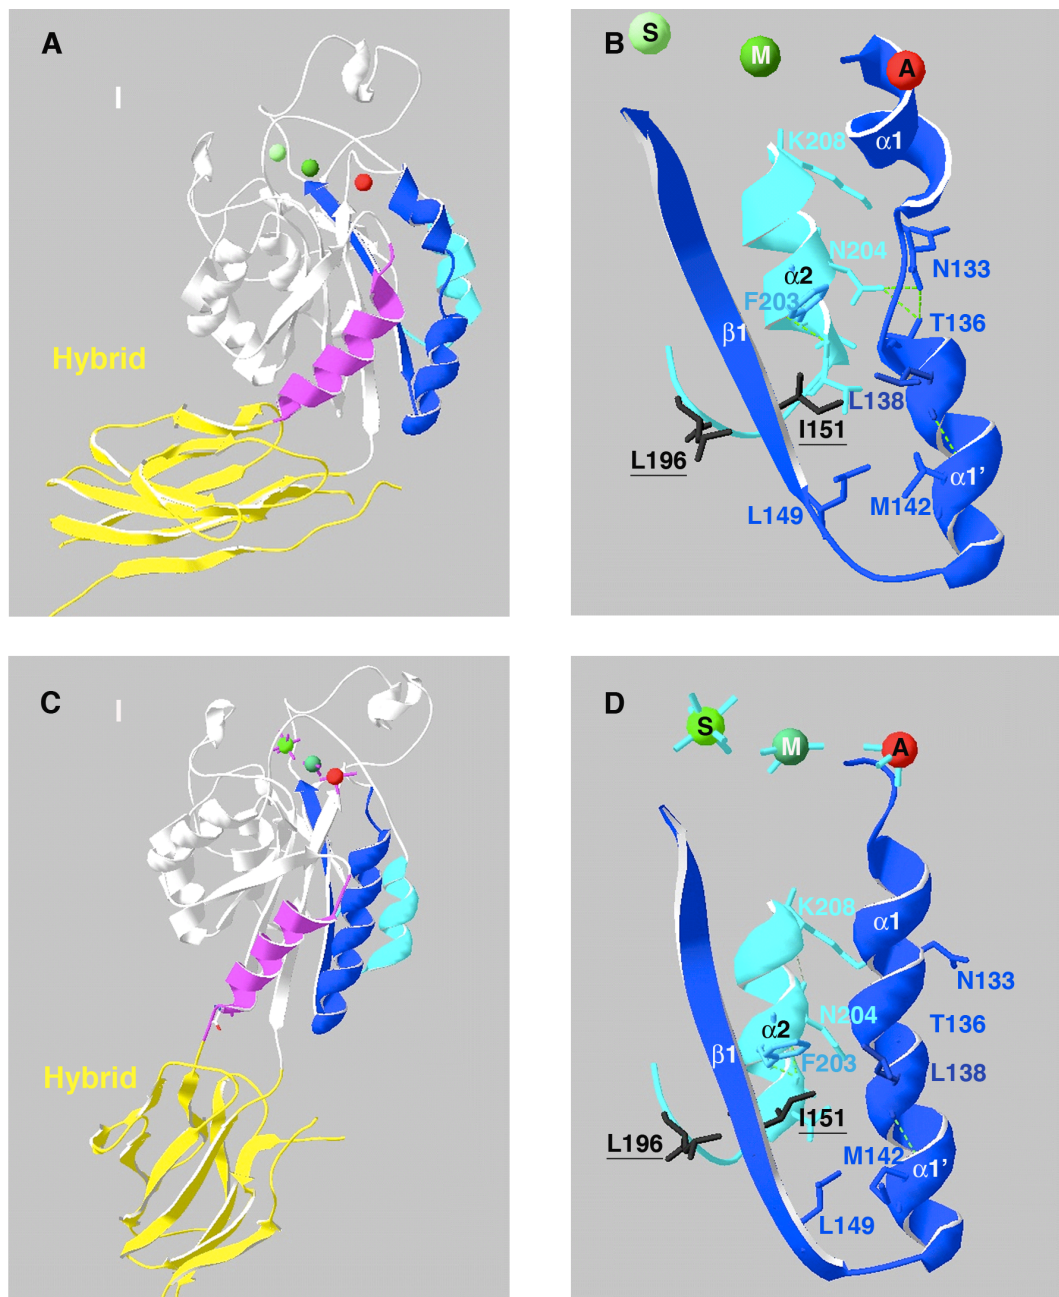 A
I
Hybrid
B
S
M
A
α1
K208
N204
N133
α2
F203
T136
β1
L138
I151
L196
α1’
M142
L149
C
I
Hybrid
D
S
M
A
K208
α1
N133
N204
T136
α2
β1
F203
L138
I151
L196
M142
α1’
L149